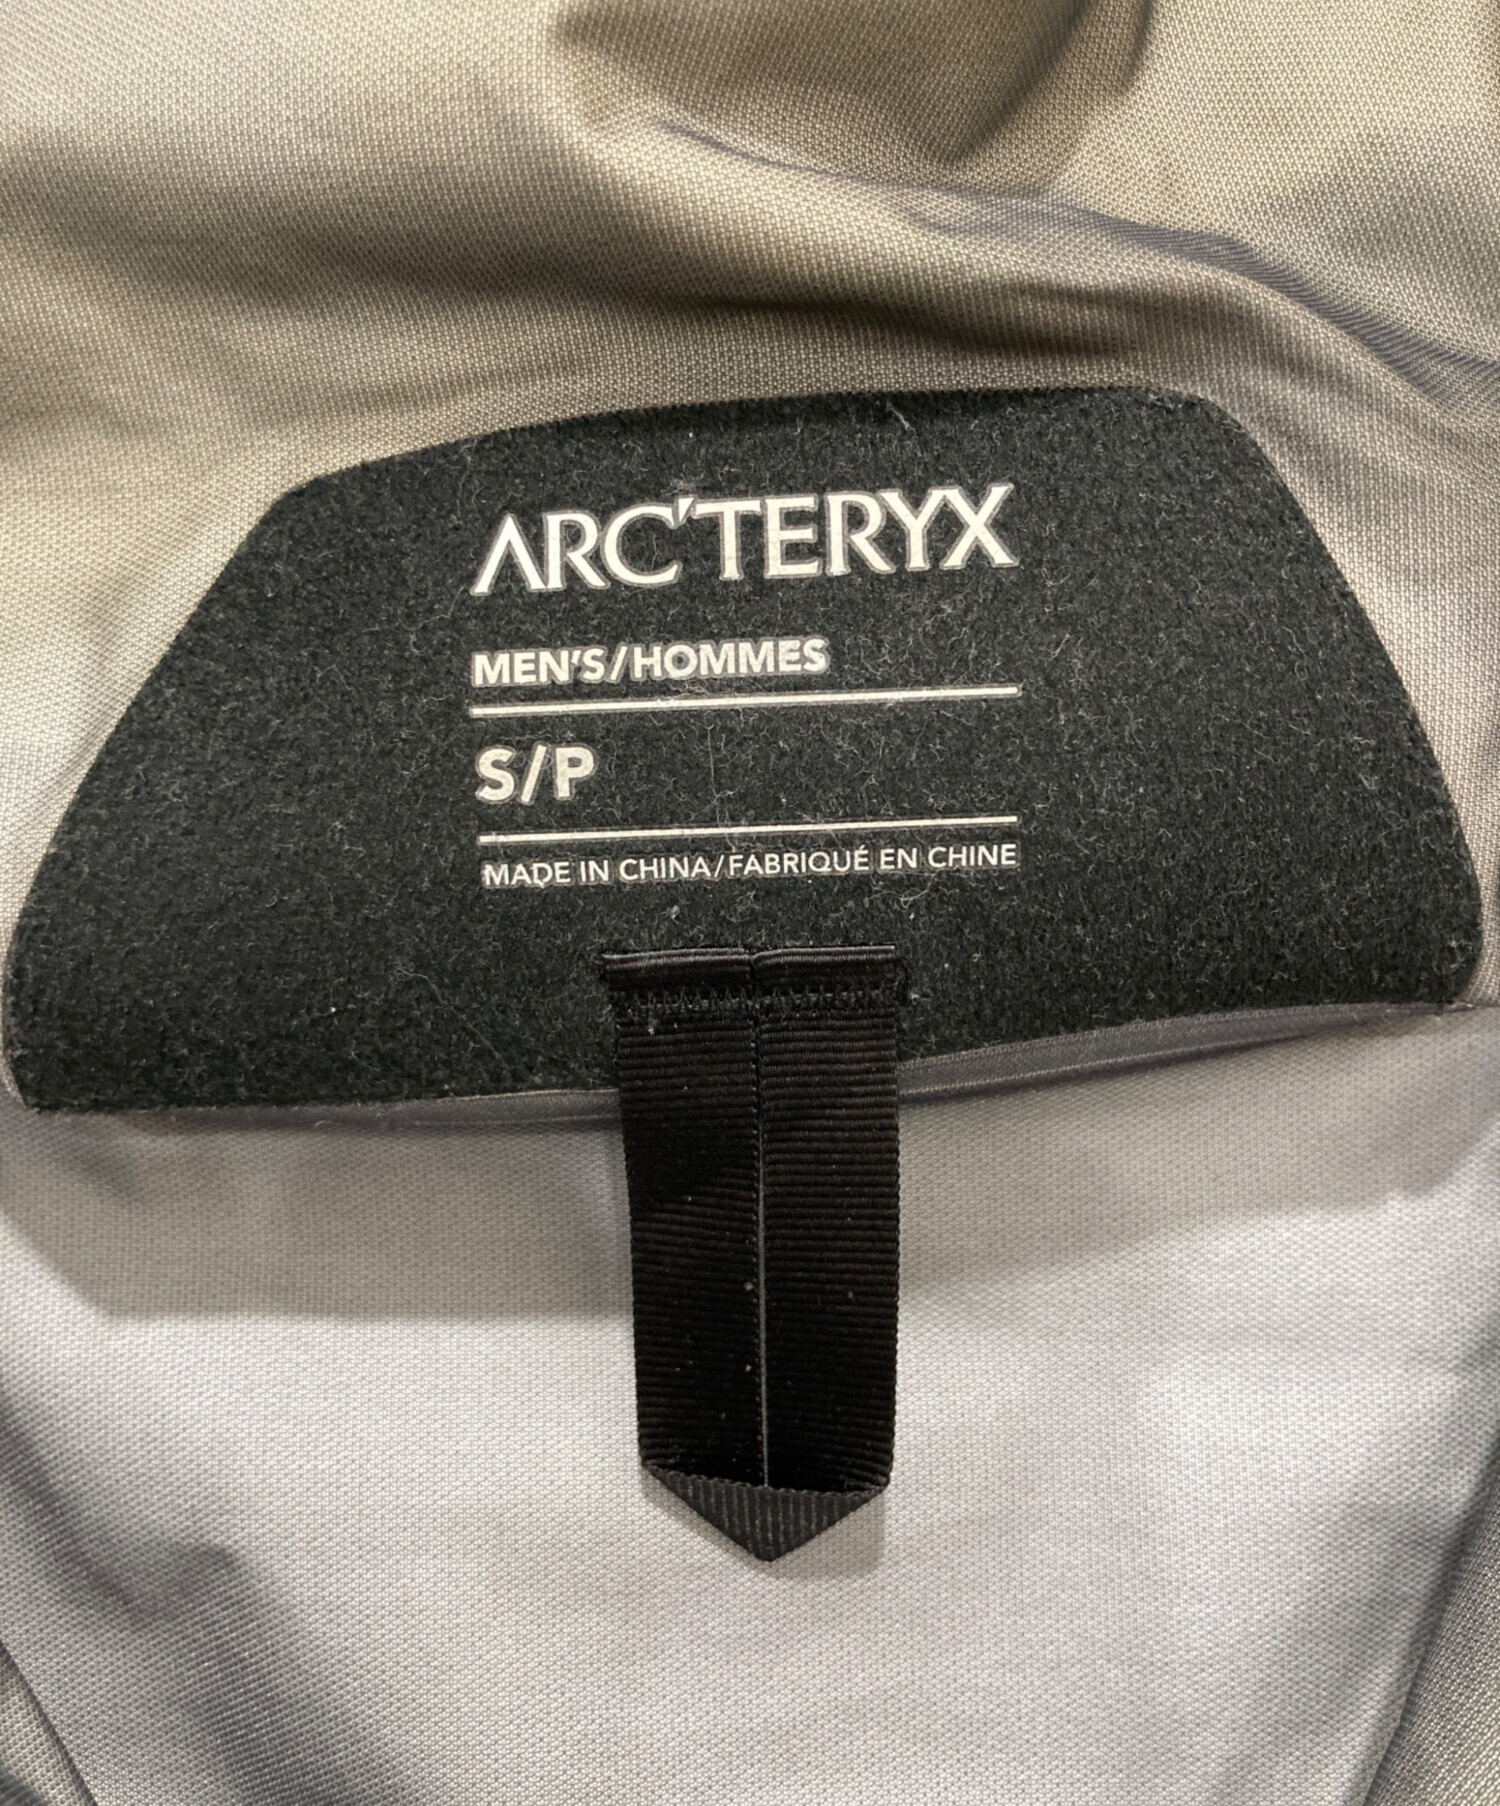 ARC'TERYX
MEN'S/HOMMES
S/P
MADE IN CHINA/FABRIQUÉ EN CHINE